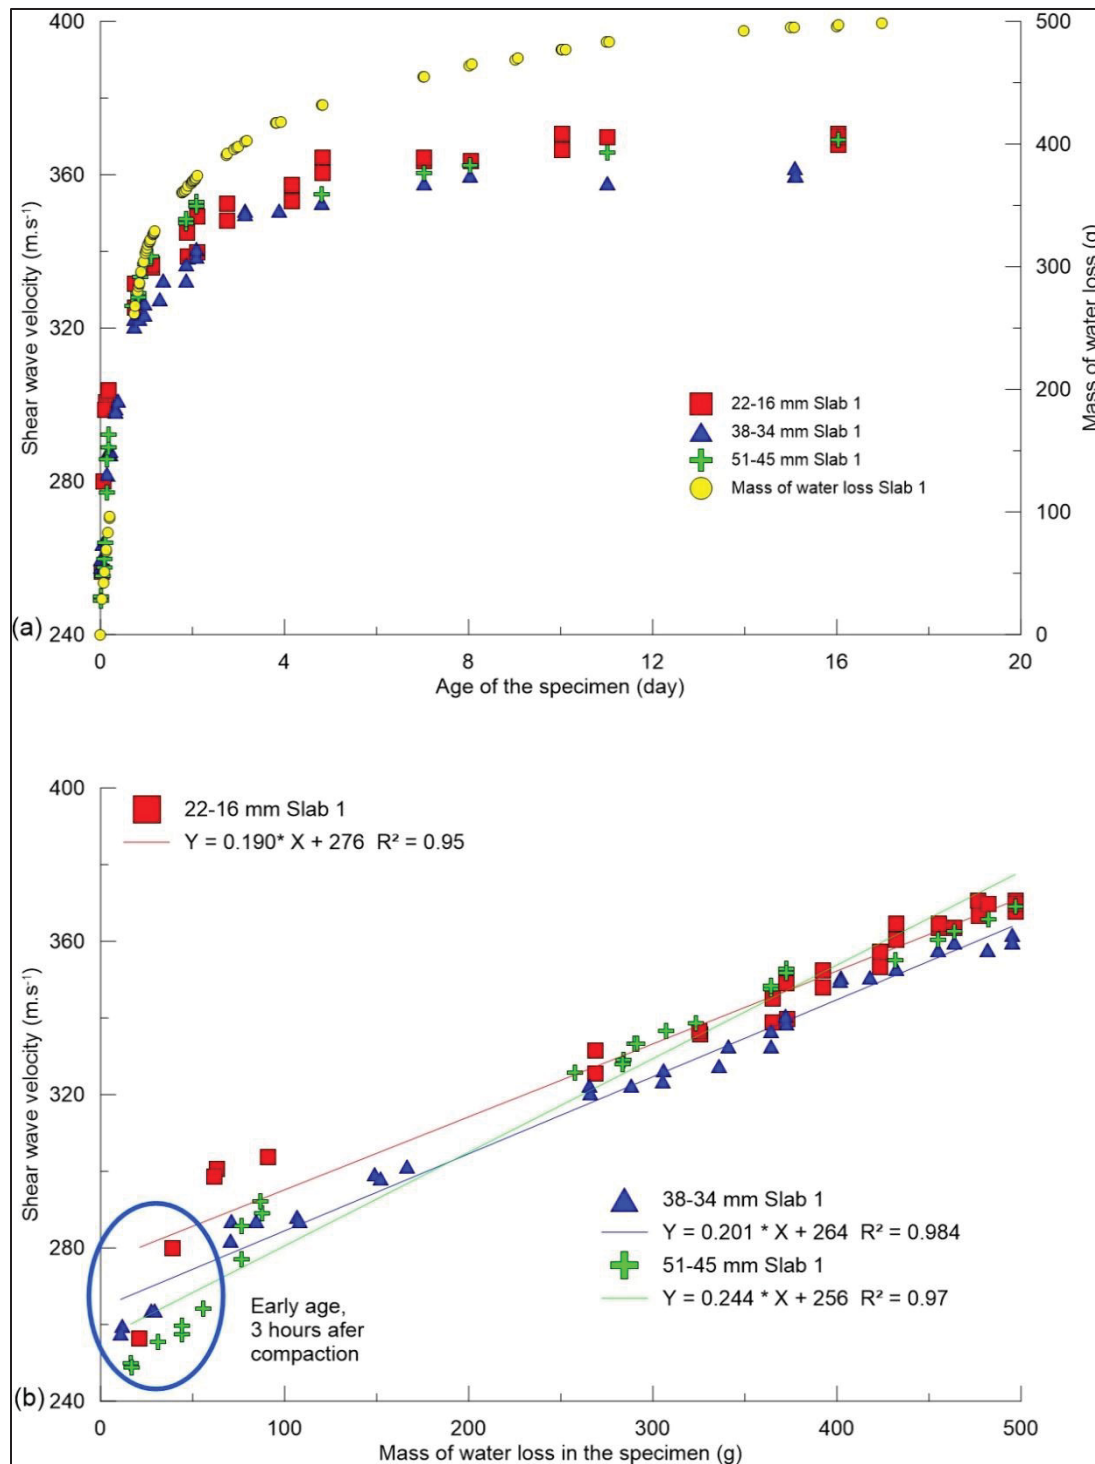 400
360
320
280
240
Shear wave velocity (m.s⁻¹)
500
400
300
200
100
0
Mass of water loss (g)
22-16 mm Slab 1
38-34 mm Slab 1
51-45 mm Slab 1
Mass of water loss Slab 1
(a)
0 4 8 12 16 20
Age of the specimen (day)
400
360
320
280
240
Shear wave velocity (m.s⁻¹)
22-16 mm Slab 1
Y = 0.190* X + 276 R² = 0.95
38-34 mm Slab 1
Y = 0.201 * X + 264 R² = 0.984
51-45 mm Slab 1
Y = 0.244 * X + 256 R² = 0.97
Early age,
3 hours afer
compaction
(b)
0 100 200 300 400 500
Mass of water loss in the specimen (g)